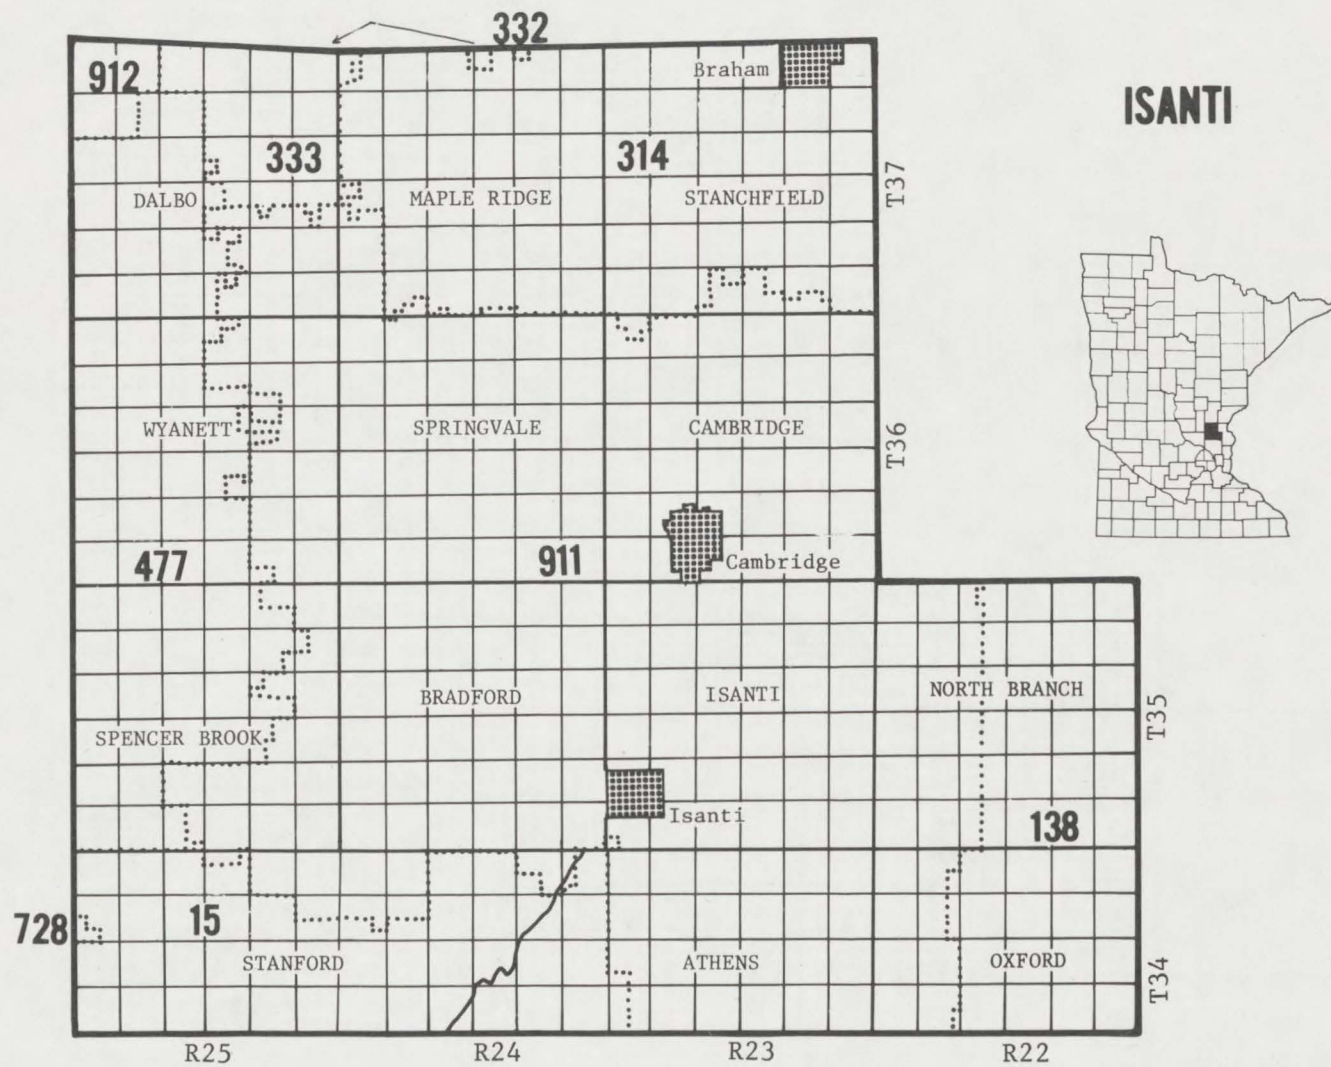 332
912
Braham
ISANTI
333
314
T37
DALBO
MAPLE RIDGE
STANCHFIELD
WYANETT
SPRINGVALE
CAMBRIDGE
T36
477
911
Cambridge
BRADFORD
ISANTI
NORTH BRANCH
T35
SPENCER BROOK
Isanti
138
728
15
STANFORD
ATHENS
OXFORD
T34
R25
R24
R23
R22